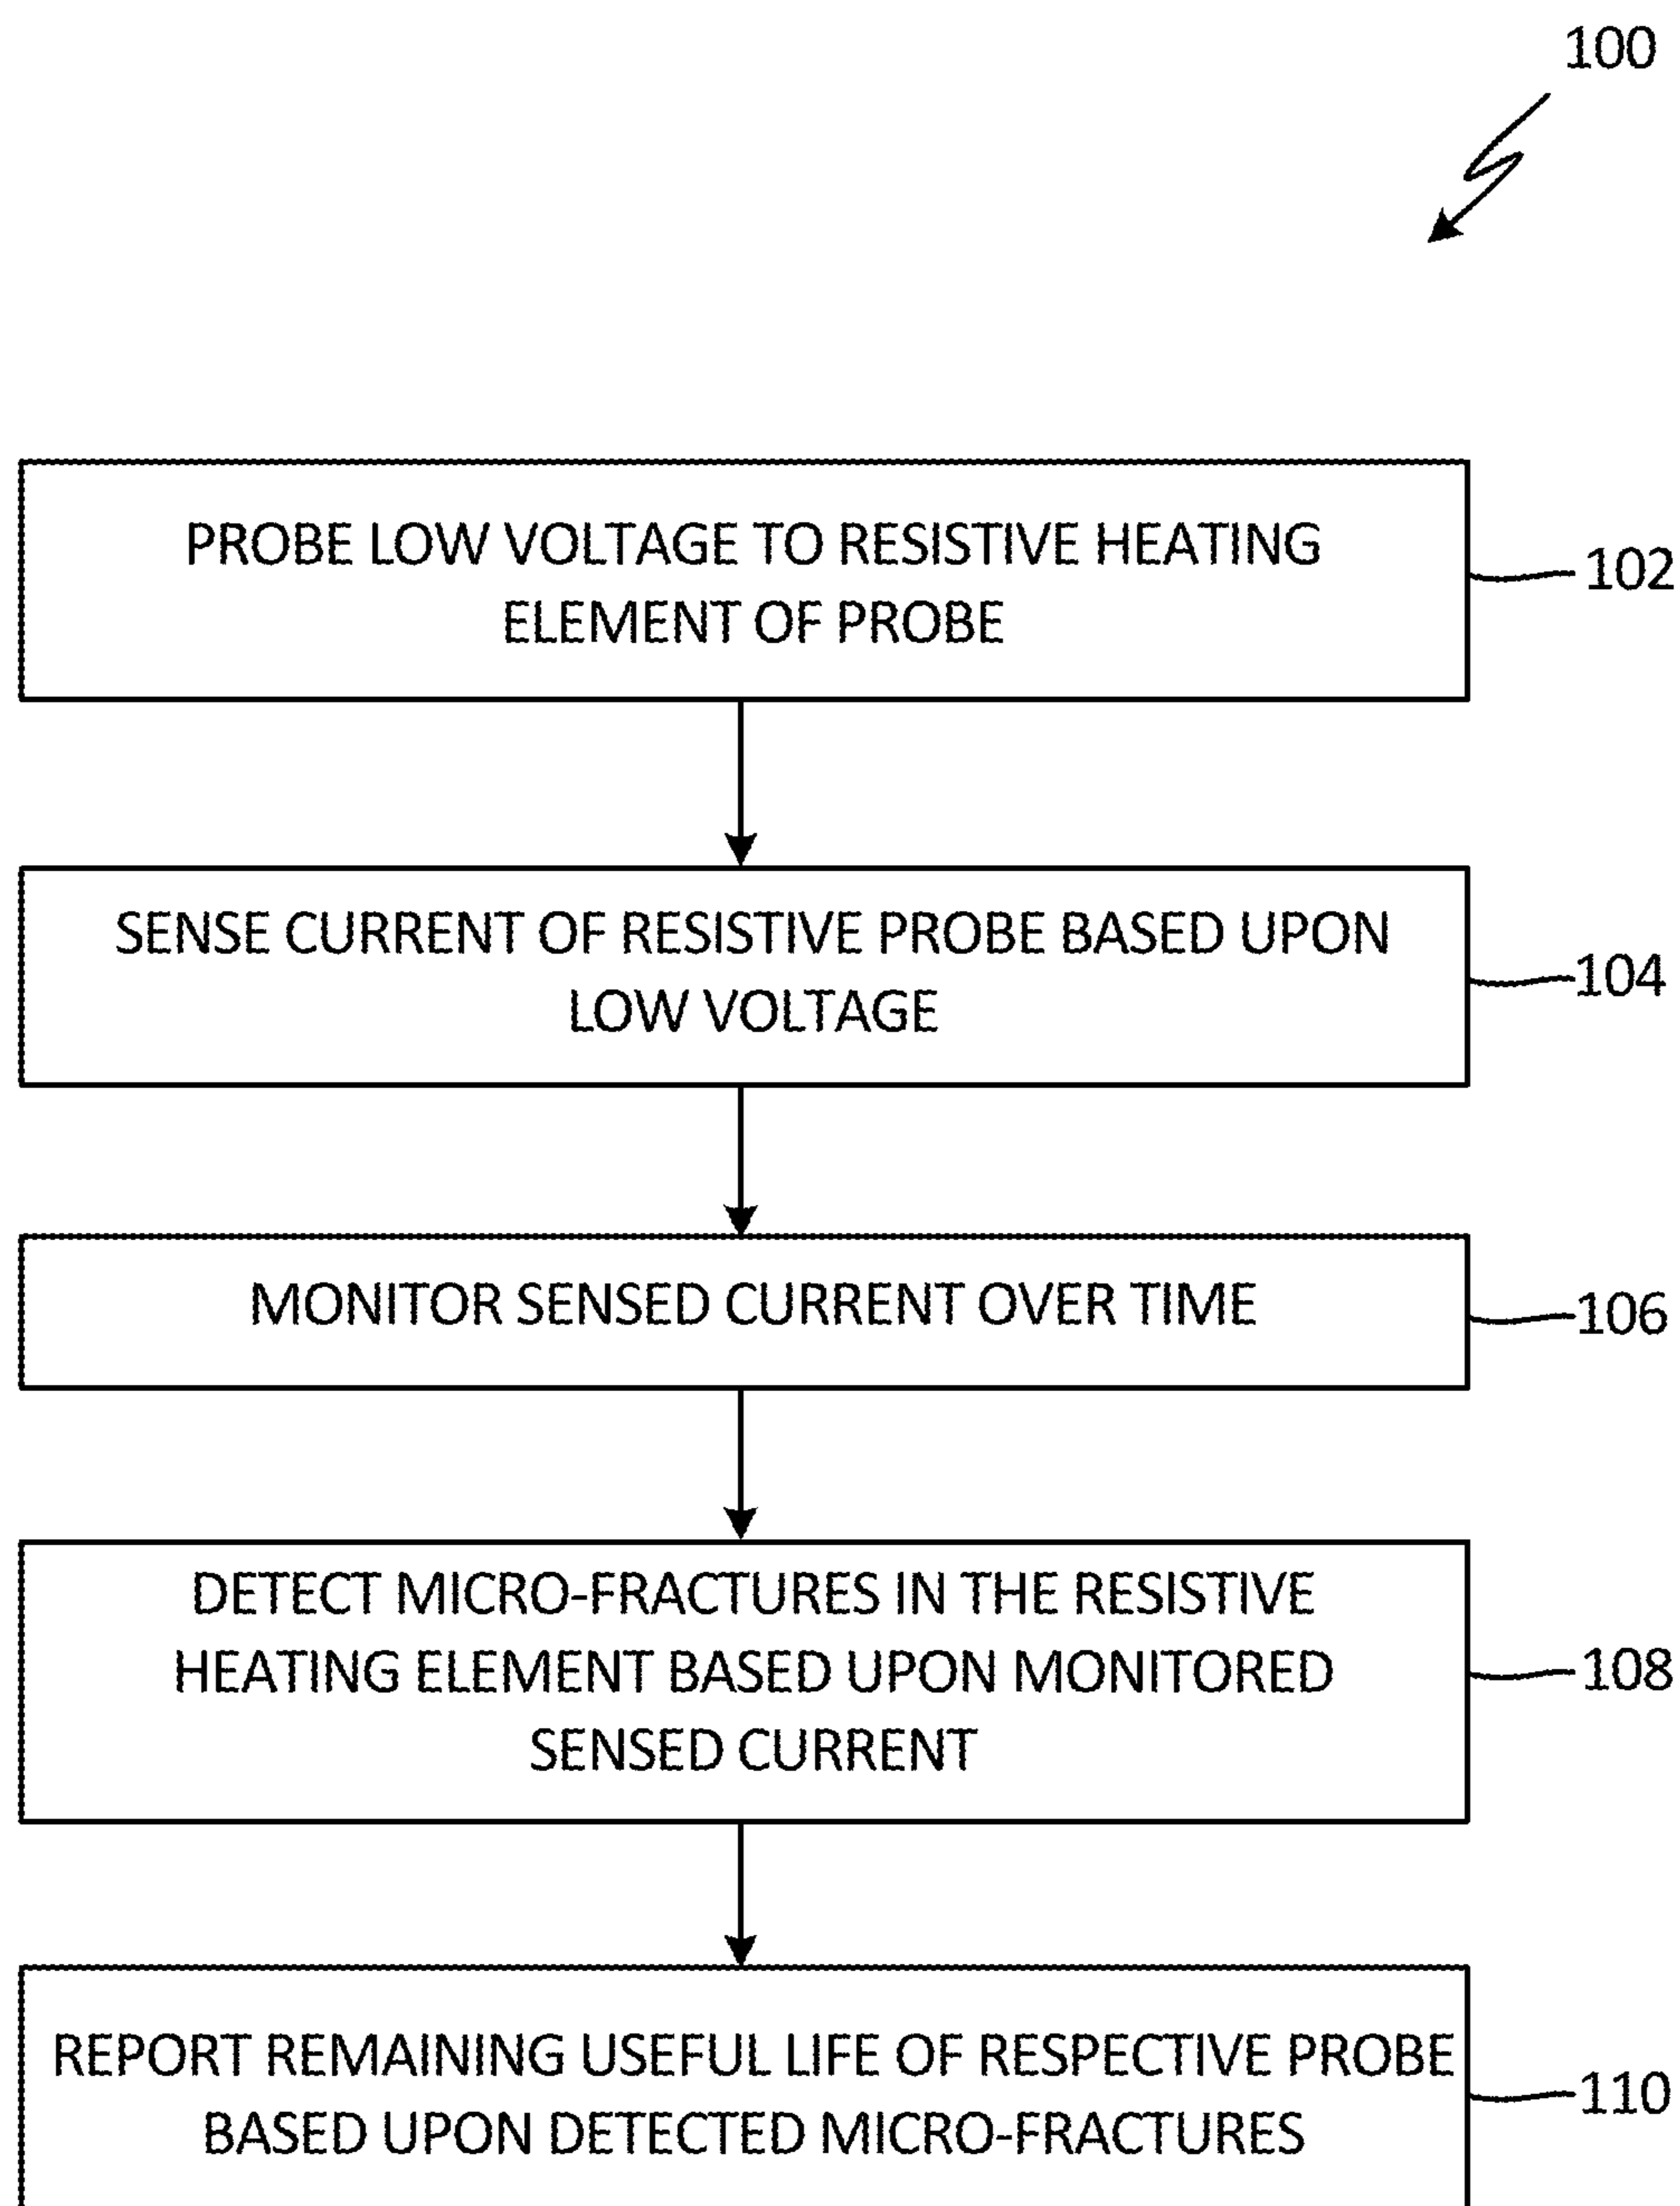 100
PROBE LOW VOLTAGE TO RESISTIVE HEATING
ELEMENT OF PROBE
102
SENSE CURRENT OF RESISTIVE PROBE BASED UPON
LOW VOLTAGE
104
MONITOR SENSED CURRENT OVER TIME
106
DETECT MICRO-FRACTURES IN THE RESISTIVE
HEATING ELEMENT BASED UPON MONITORED
SENSED CURRENT
108
REPORT REMAINING USEFUL LIFE OF RESPECTIVE PROBE
BASED UPON DETECTED MICRO-FRACTURES
110